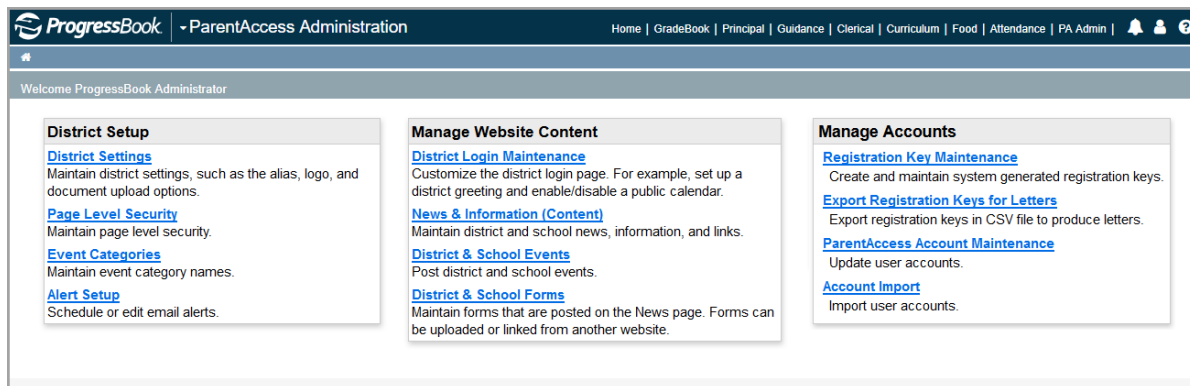 ProgressBook ParentAccess Administration Home | GradeBook | Principal | Guidance | Clerical | Curriculum | Food | Attendance | PA Admin |
Welcome ProgressBook Administrator
District Setup
District Settings
Maintain district settings, such as the alias, logo, and
document upload options.
Page Level Security
Maintain page level security.
Event Categories
Maintain event category names.
Alert Setup
Schedule or edit email alerts.
Manage Website Content
District Login Maintenance
Customize the district login page. For example, set up a
district greeting and enable/disable a public calendar.
News & Information (Content)
Maintain district and school news, information, and links.
District & School Events
Post district and school events.
District & School Forms
Maintain forms that are posted on the News page. Forms can
be uploaded or linked from another website.
Manage Accounts
Registration Key Maintenance
Create and maintain system generated registration keys.
Export Registration Keys for Letters
Export registration keys in CSV file to produce letters.
ParentAccess Account Maintenance
Update user accounts.
Account Import
Import user accounts.